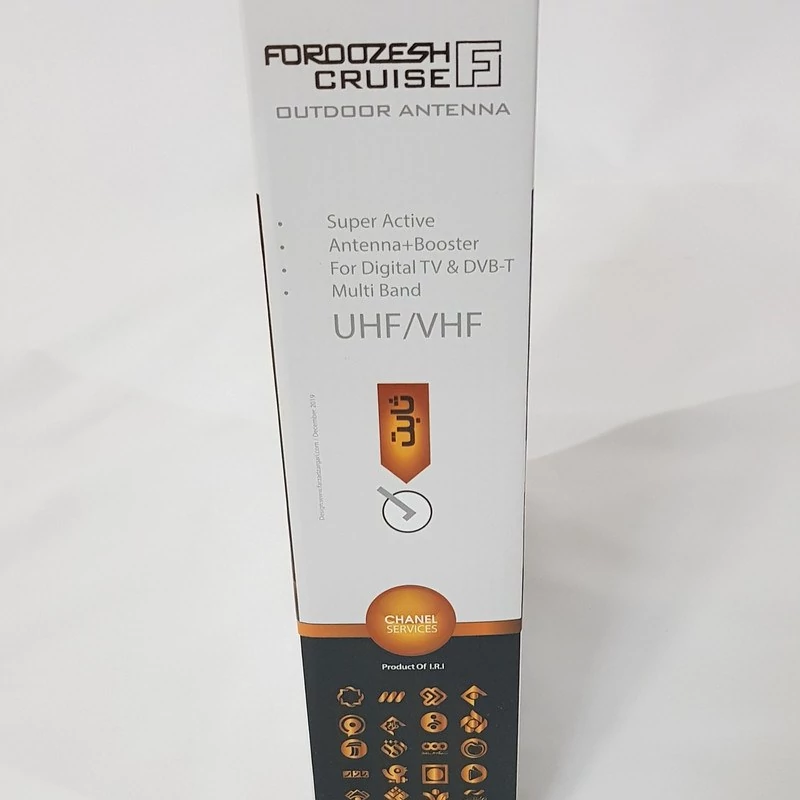 FOROOZESH
CRUISE
OUTDOOR ANTENNA
• Super Active
• Antenna+Booster
• For Digital TV & DVB-T
• Multi Band
UHF/VHF
ثابت
CHANEL
SERVICES
Product Of I.R.I